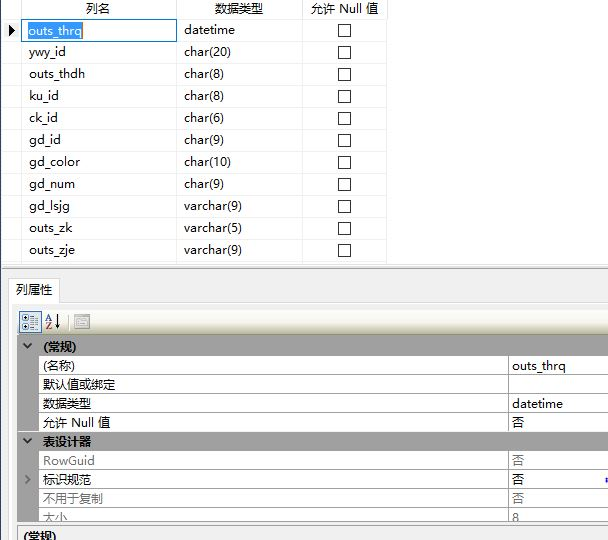 列名 数据类型 允许 Null 值
outs_thrq datetime
ywy_id char(20)
outs_thdh char(8)
ku_id char(8)
ck_id char(6)
gd_id char(9)
gd_color char(10)
gd_num char(9)
gd_lsjg varchar(9)
outs_zk varchar(5)
outs_zje varchar(9)
列属性
(常规)
(名称) outs_thrq
默认值或绑定
数据类型 datetime
允许 Null 值 否
表设计器
RowGuid 否
标识规范 否
不用于复制 否
大小 8
(常规)